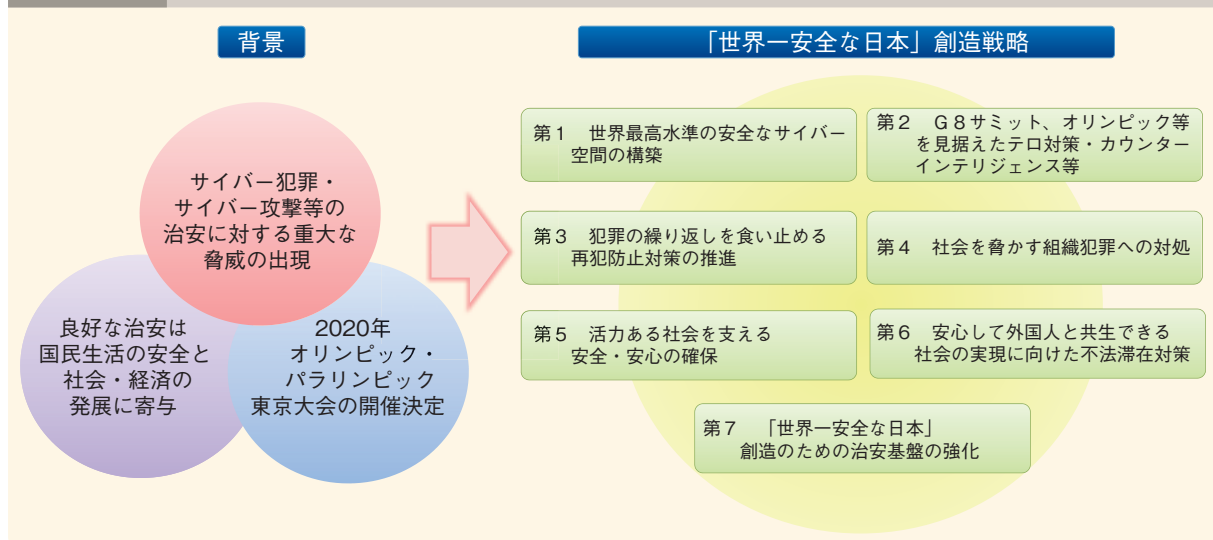 背景
サイバー犯罪・
サイバー攻撃等の
治安に対する重大な
脅威の出現
良好な治安は
国民生活の安全と
社会・経済の
発展に寄与
2020年
オリンピック・
パラリンピック
東京大会の開催決定
「世界一安全な日本」創造戦略
第1　世界最高水準の安全なサイバー
空間の構築
第2　G8サミット、オリンピック等
を見据えたテロ対策・カウンター
インテリジェンス等
第3　犯罪の繰り返しを食い止める
再犯防止対策の推進
第4　社会を脅かす組織犯罪への対処
第5　活力ある社会を支える
安全・安心の確保
第6　安心して外国人と共生できる
社会の実現に向けた不法滞在対策
第7　「世界一安全な日本」
創造のための治安基盤の強化